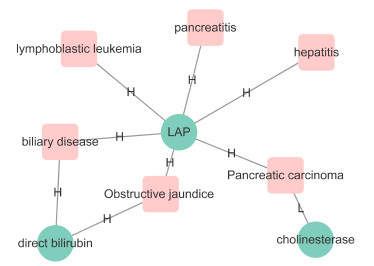 pancreatitis
lymphoblastic leukemia
hepatitis
H
H
H
LAP
biliary disease
H
H
H
Pancreatic carcinoma
H
Obstructive jaundice
L
H
direct bilirubin
cholinesterase